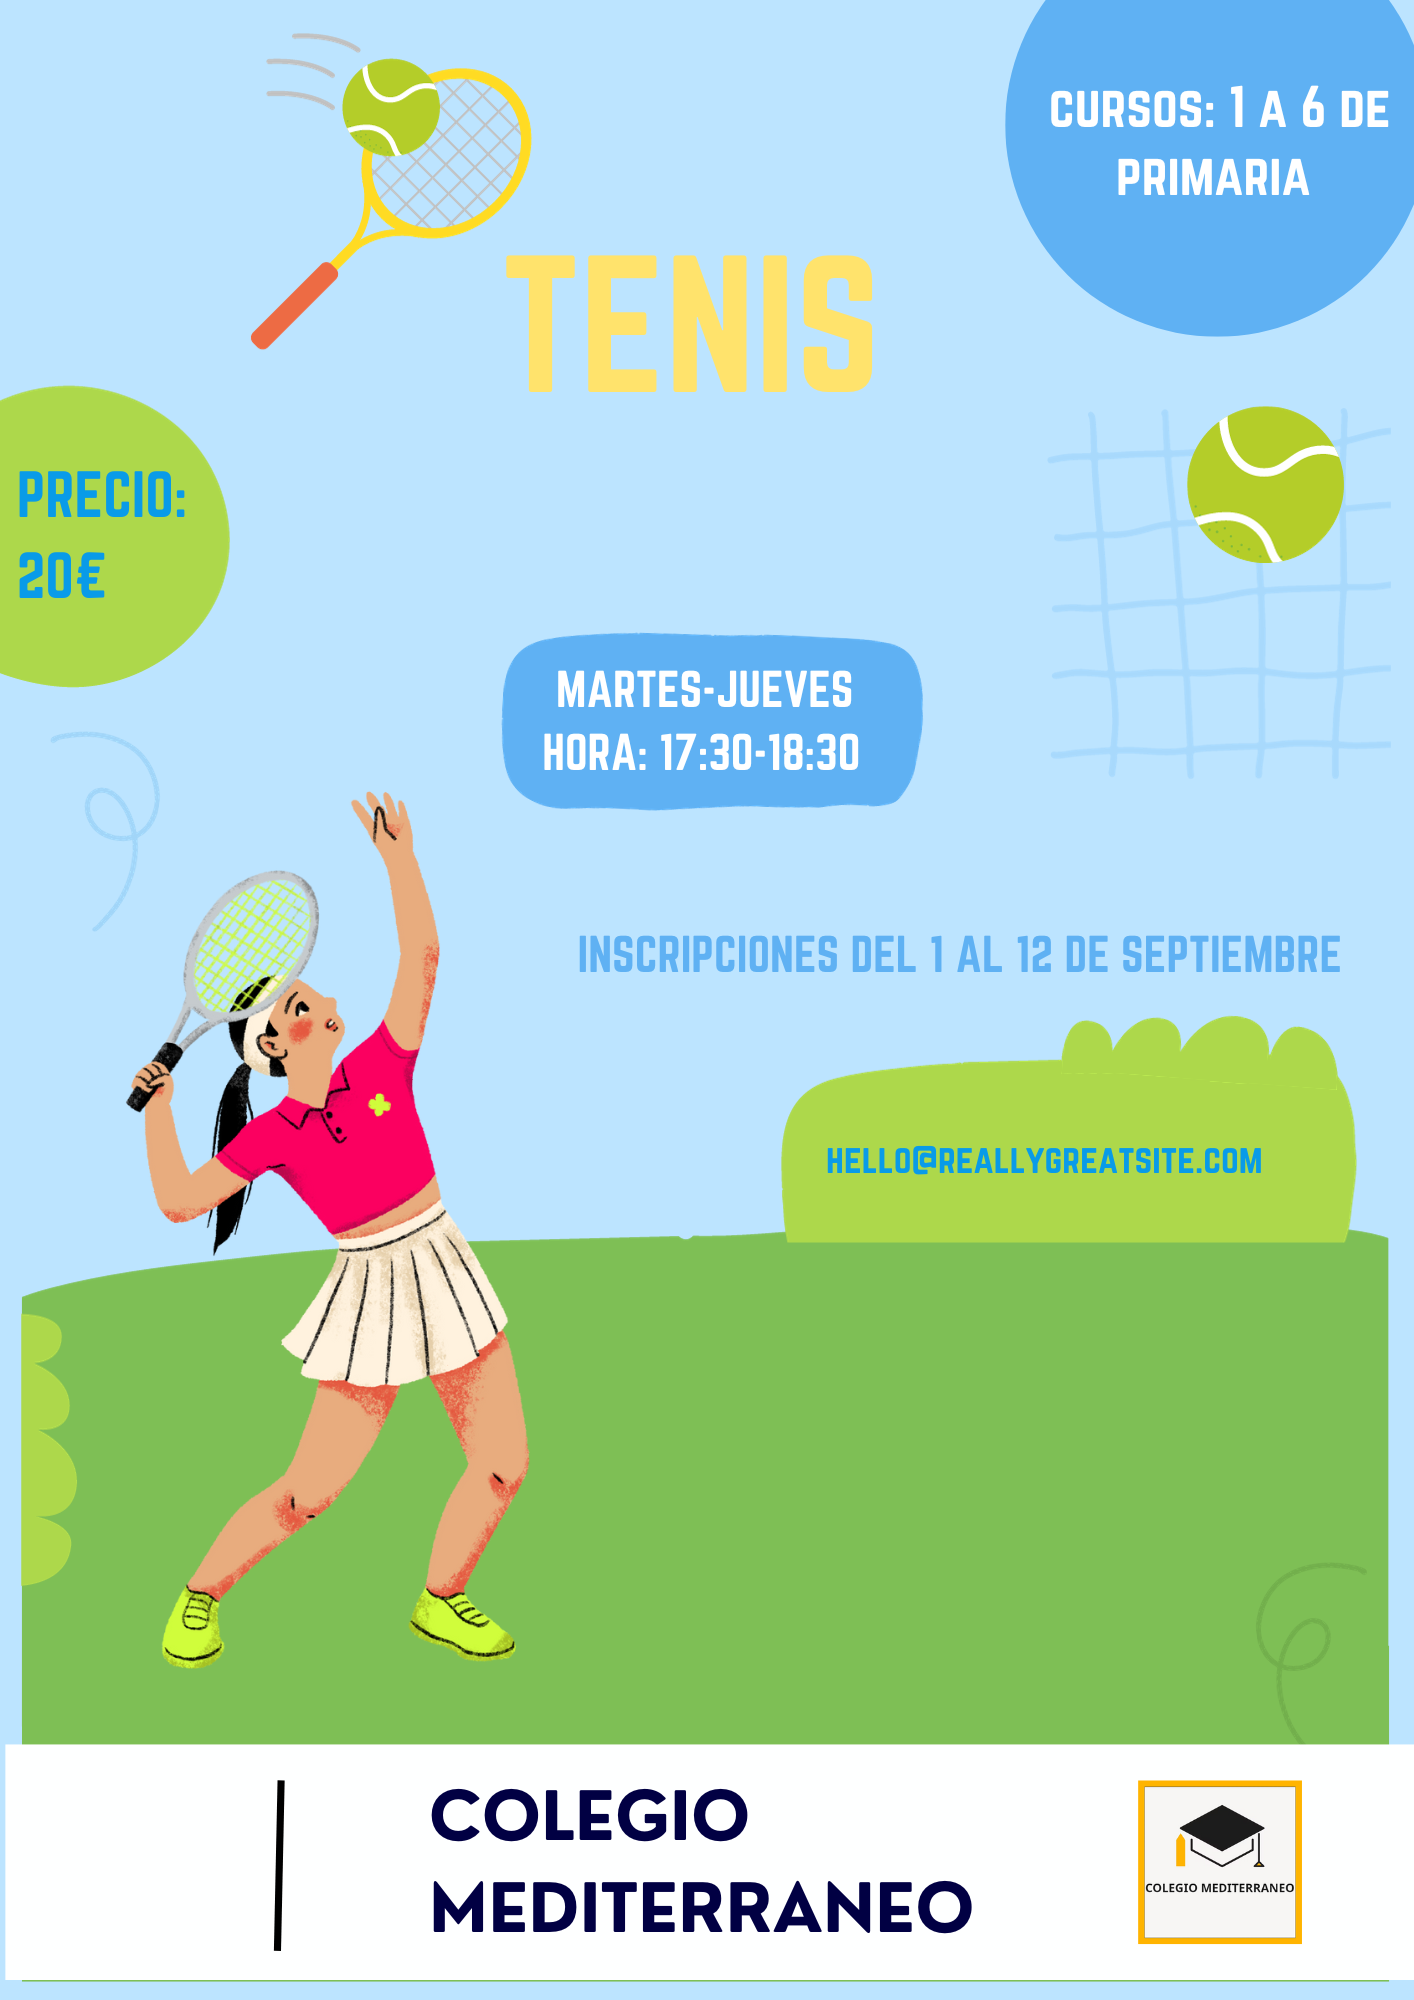 CURSOS: 1 A 6 DE
PRIMARIA
TENIS
PRECIO:
20€
MARTES-JUEVES
HORA: 17:30-18:30
INSCRIPCIONES DEL 1 AL 12 DE SEPTIEMBRE
HELLO@REALLYGREATSITE.COM
COLEGIO
MEDITERRANEO
COLEGIO MEDITERRANEO